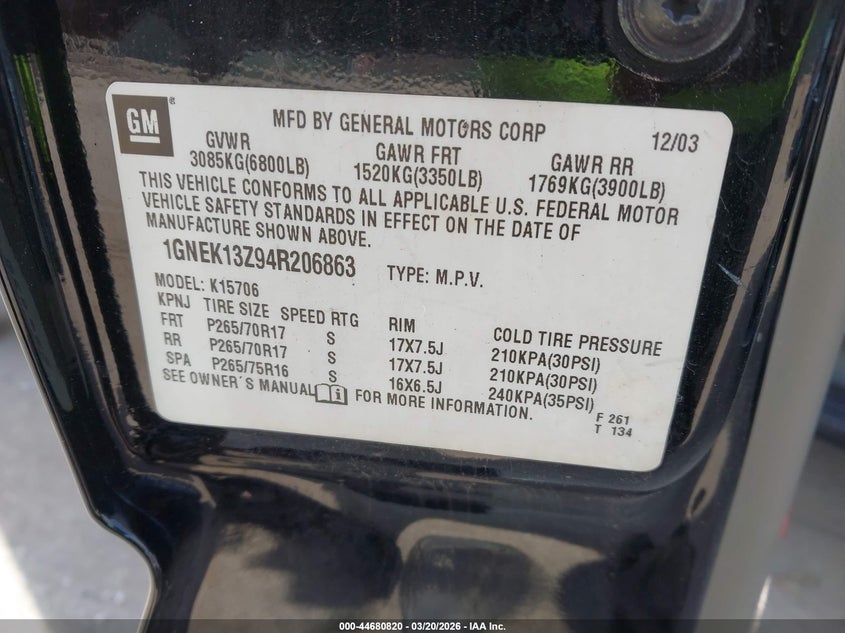 GM ®
MFD BY GENERAL MOTORS CORP 12/03
GVWR GAWR FRT GAWR RR
3085KG(6800LB) 1520KG(3350LB) 1769KG(3900LB)
THIS VEHICLE CONFORMS TO ALL APPLICABLE U.S. FEDERAL MOTOR
VEHICLE SAFETY STANDARDS IN EFFECT ON THE DATE OF
MANUFACTURE SHOWN ABOVE.
1GNEK13Z94R206863 TYPE: M.P.V.
MODEL: K15706
KPNJ TIRE SIZE SPEED RTG RIM COLD TIRE PRESSURE
FRT P265/70R17 S 17X7.5J 210KPA(30PSI)
RR P265/70R17 S 17X7.5J 210KPA(30PSI)
SPA P265/75R16 S 16X6.5J 240KPA(35PSI)
SEE OWNER'S MANUAL FOR MORE INFORMATION.
F 261
T 134
000-44680820 | 03/20/2026 | IAA Inc.